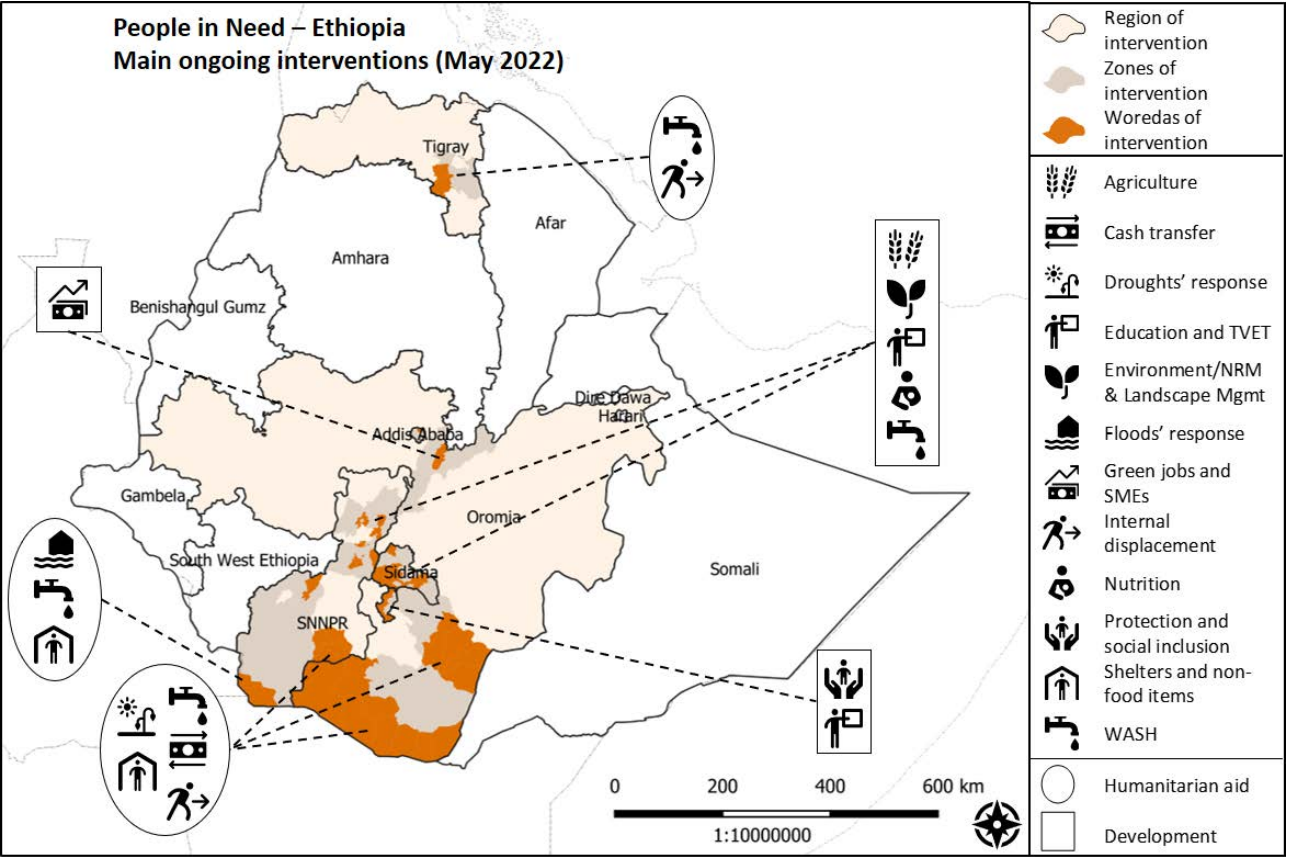 People in Need – Ethiopia
Main ongoing interventions (May 2022)
Tigray
Afar
Amhara
Benishangul Gumz
Dire Dawa
Harari
Addis Ababa
Gambela
Oromia
South West Ethiopia
Sidama
Somali
SNNPR
0 200 400 600 km
1:10000000
Region of
intervention
Zones of
intervention
Woredas of
intervention
Agriculture
Cash transfer
Droughts’ response
Education and TVET
Environment/NRM
& Landscape Mgmt
Floods’ response
Green jobs and
SMEs
Internal
displacement
Nutrition
Protection and
social inclusion
Shelters and non-
food items
WASH
Humanitarian aid
Development